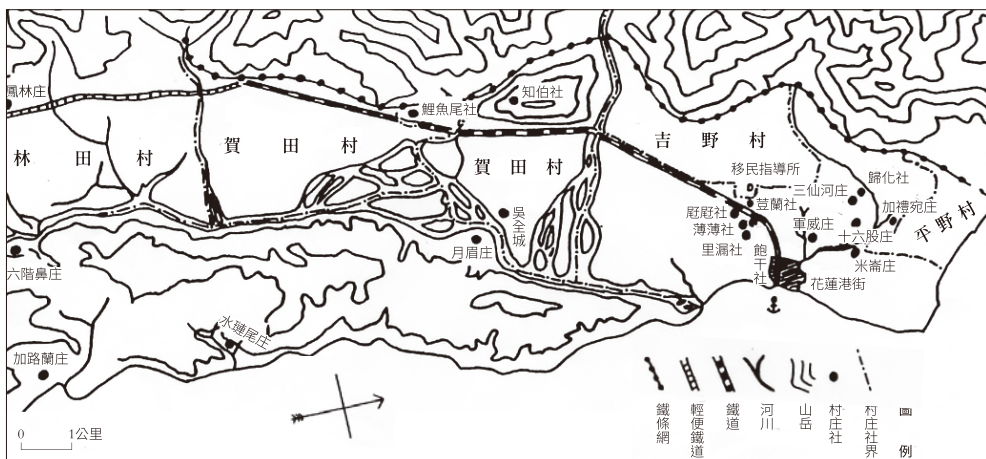 知伯社
鳳林庄
鯉魚尾社
林田村
賀田村
賀田村
吉野村
移民指導所
歸化社
三仙河庄
荳蘭社
加禮宛庄
平野村
屘屘社
薄薄社
里漏社
軍威庄
十六股庄
吳全城
飽干社
米崙庄
月眉庄
花蓮港街
六階鼻庄
水璉尾庄
加路蘭庄
0 1公里
圖例
村庄社界
村庄社
山岳
河川
鐵道
輕便鐵道
鐵條網